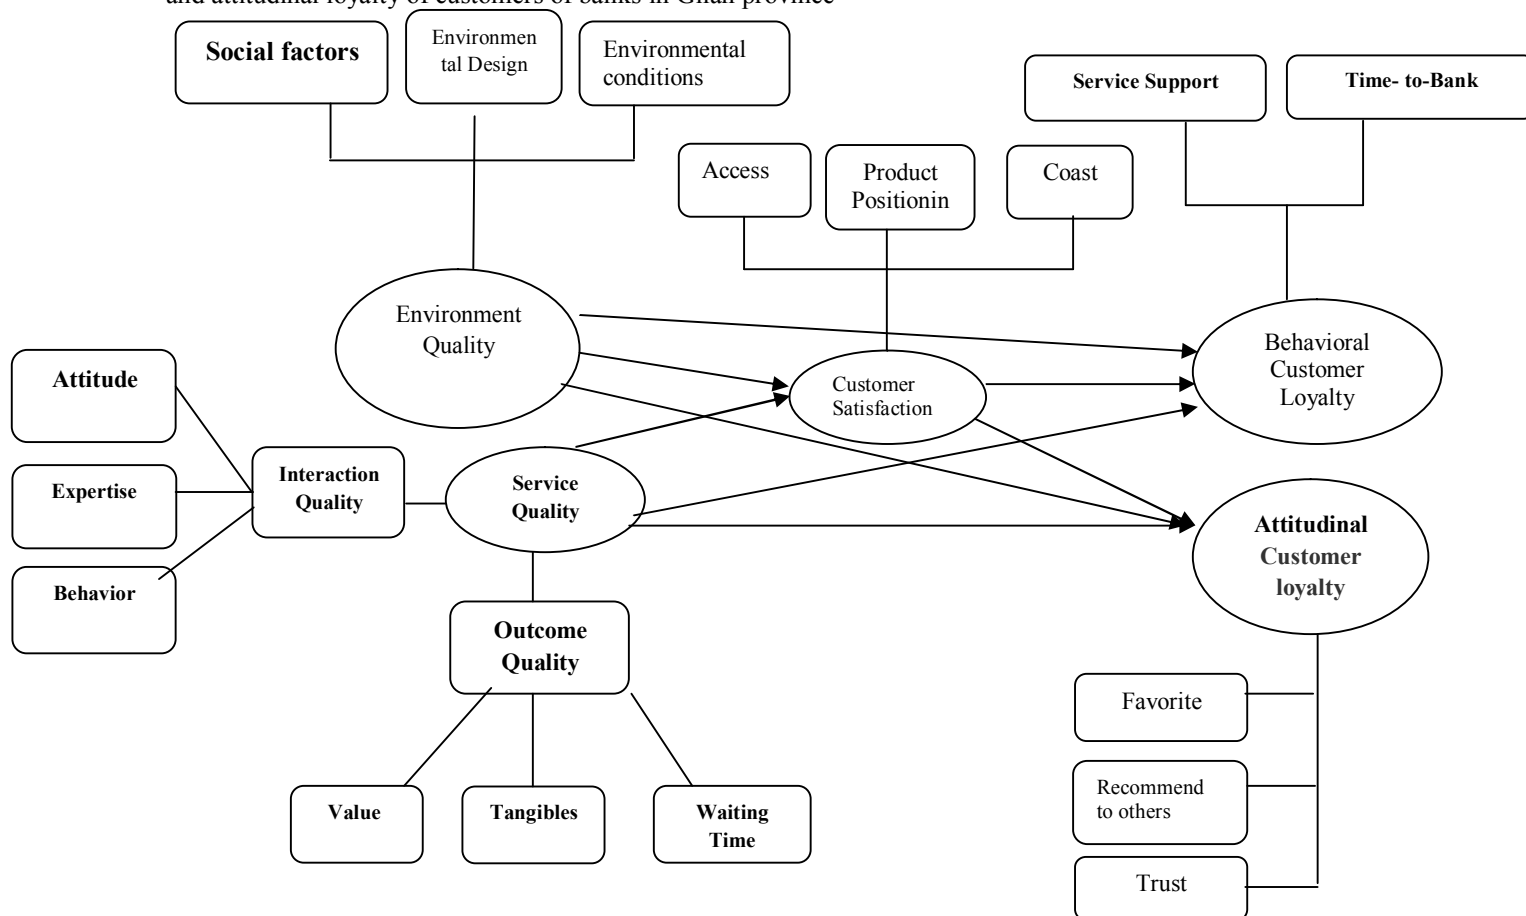 and attitudinal loyalty of customers of banks in Gilan province
Social factors
Environmen
tal Design
Environmental
conditions
Service Support
Time- to-Bank
Access
Product
Positionin
Coast
Environment
Quality
Behavioral
Customer
Loyalty
Customer
Satisfaction
Attitude
Expertise
Behavior
Interaction
Quality
Service
Quality
Attitudinal
Customer
loyalty
Outcome
Quality
Value
Tangibles
Waiting
Time
Favorite
Recommend
to others
Trust